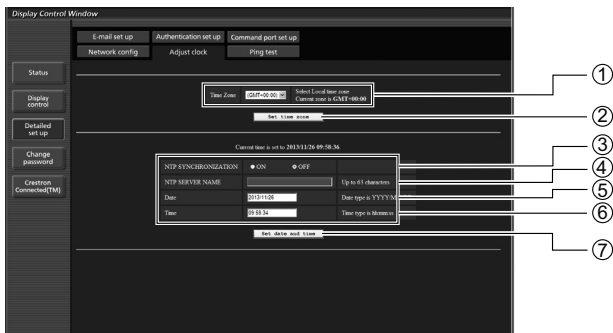 Display Control Window
E-mail set up
Authentication set up
Command port set up
Network config
Adjust clock
Ping test
Status
Display control
Detailed set up
Change password
Crestron Connected(TM)
Time Zone
(GMT+00:00)
Select Local time zone
Current zone is GMT+00:00
Set time zone
Current time is set to 2013/11/26 09:58:36
NTP SYNCHRONIZATION
ON
OFF
NTP SERVER NAME
Up to 63 characters
Date
2013/11/26
Date type is YYYY/M
Time
09:58:34
Time type is hh:mm:ss
Set date and time
①
②
③
④
⑤
⑥
⑦